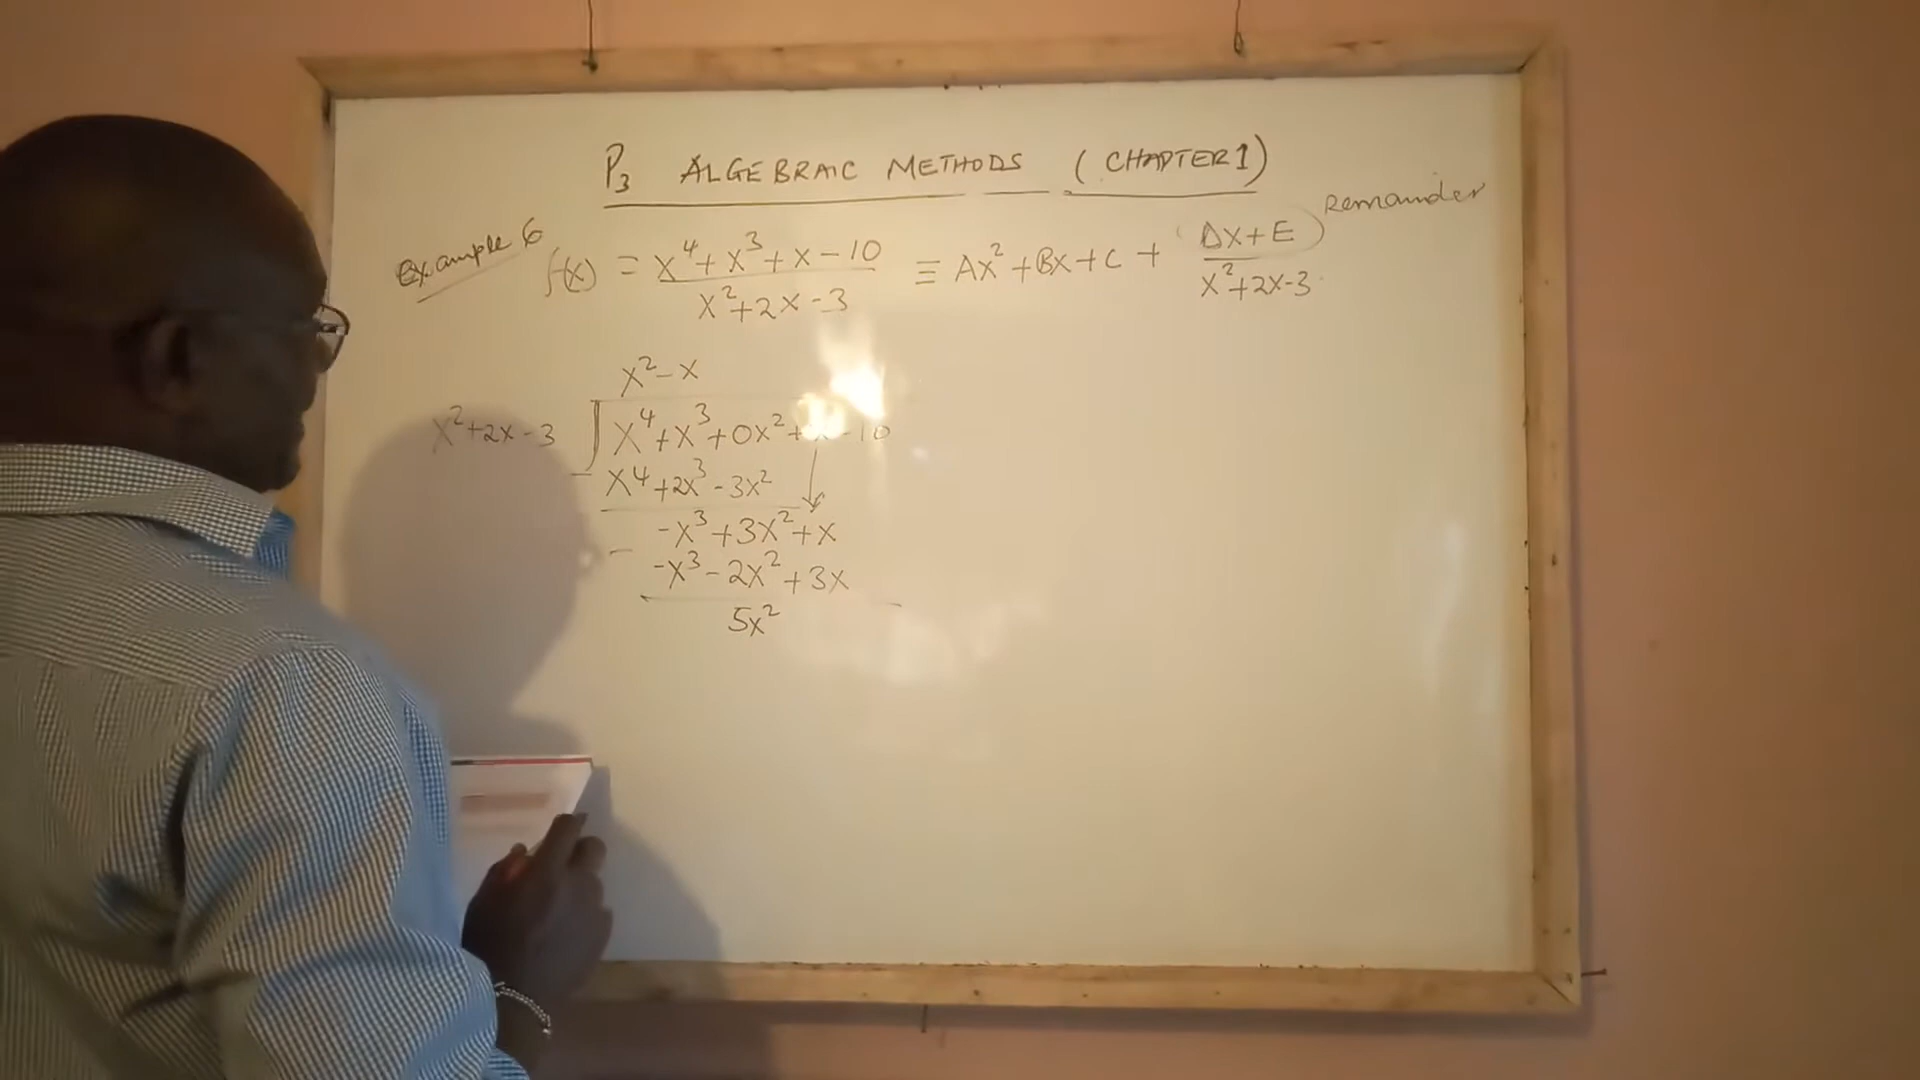 P₃ ALGEBRAIC METHODS (CHAPTER 1)
Example 6
f(x) = x⁴ + x³ + x - 10 / x² + 2x - 3 ≡ Ax² + Bx + C + Dx + E / x² + 2x - 3 Remainder
x² - x
x² + 2x - 3 ) x⁴ + x³ + 0x² + - 10
- x⁴ + 2x³ - 3x²
-x³ + 3x² + x
- -x³ - 2x² + 3x
5x²